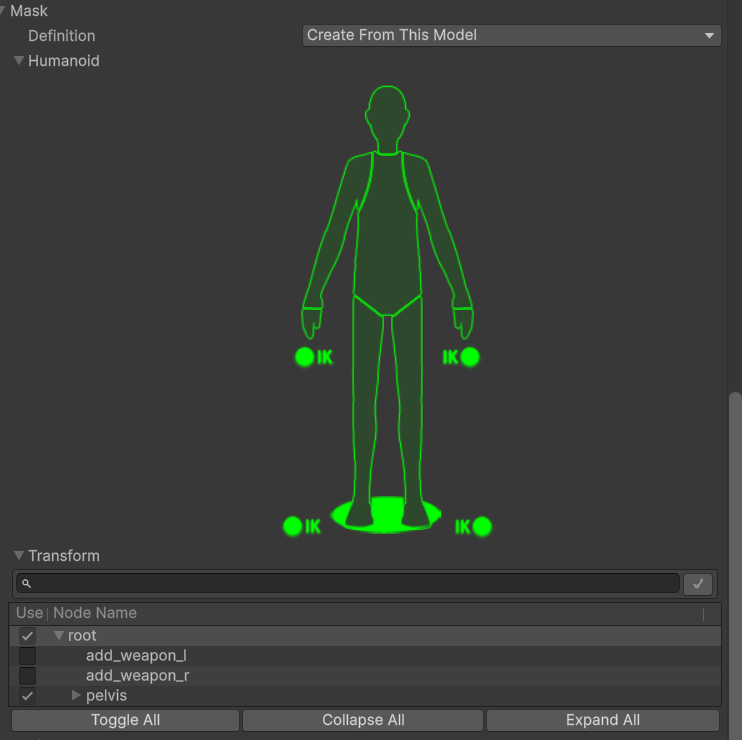 Mask
Definition Create From This Model
Humanoid
IK IK
IK IK
Transform
Use Node Name
root
add_weapon_l
add_weapon_r
pelvis
Toggle All Collapse All Expand All